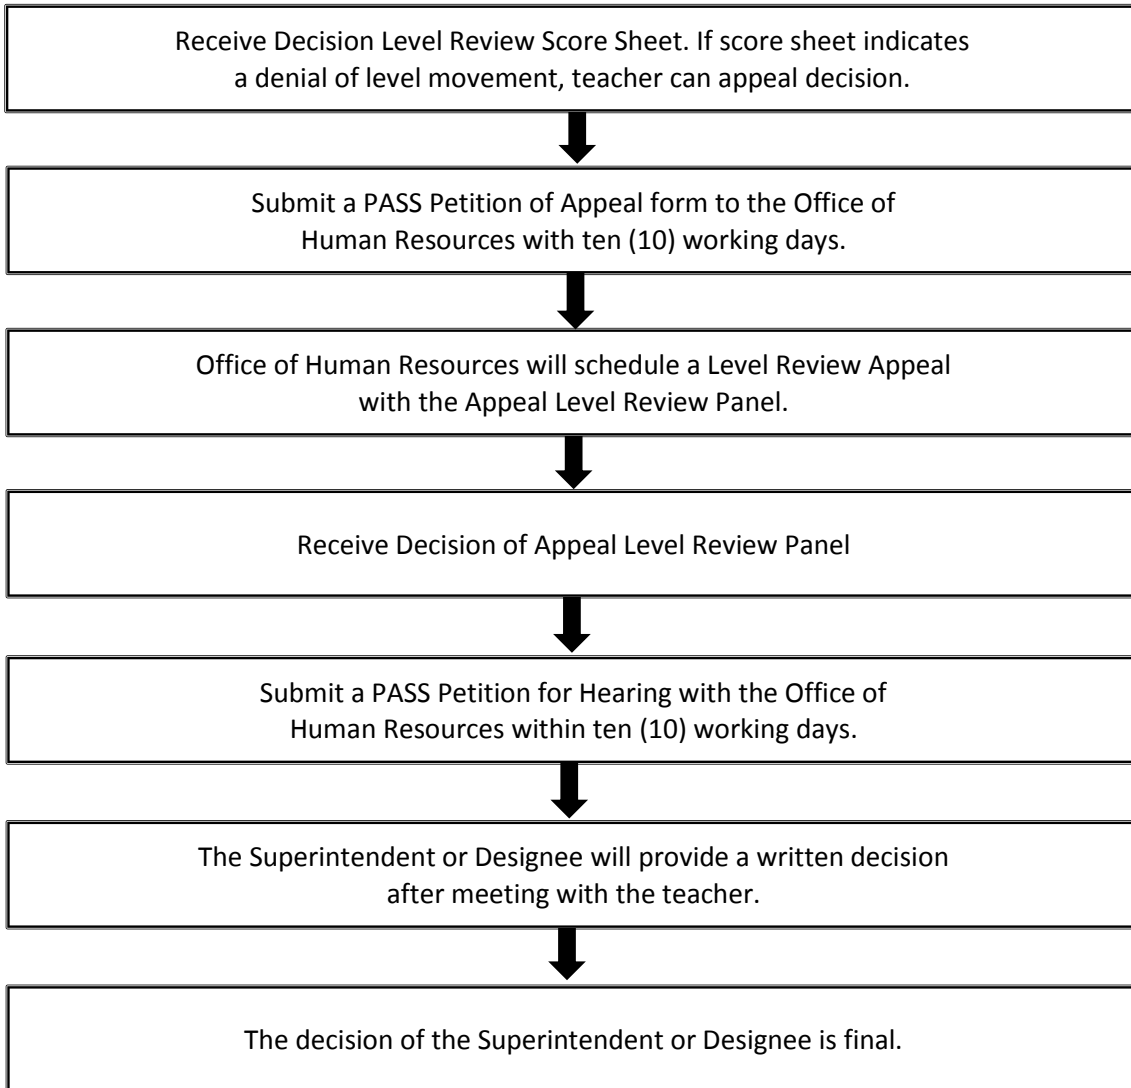 Receive Decision Level Review Score Sheet. If score sheet indicates
a denial of level movement, teacher can appeal decision.
Submit a PASS Petition of Appeal form to the Office of
Human Resources with ten (10) working days.
Office of Human Resources will schedule a Level Review Appeal
with the Appeal Level Review Panel.
Receive Decision of Appeal Level Review Panel
Submit a PASS Petition for Hearing with the Office of
Human Resources within ten (10) working days.
The Superintendent or Designee will provide a written decision
after meeting with the teacher.
The decision of the Superintendent or Designee is final.